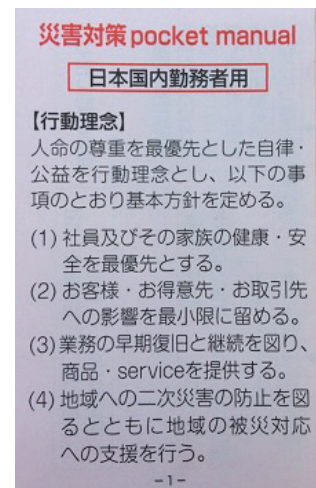 災害対策pocket manual
日本国内勤務者用
【行動理念】
人命の尊重を最優先とした自律・
公益を行動理念とし、以下の事
項のとおり基本方針を定める。
(1) 社員及びその家族の健康・安
全を最優先とする。
(2) お客様・お得意先・お取引先
への影響を最小限に留める。
(3) 業務の早期復旧と継続を図り、
商品・serviceを提供する。
(4) 地域への二次災害の防止を図
るとともに地域の被災対応
への支援を行う。
-1-